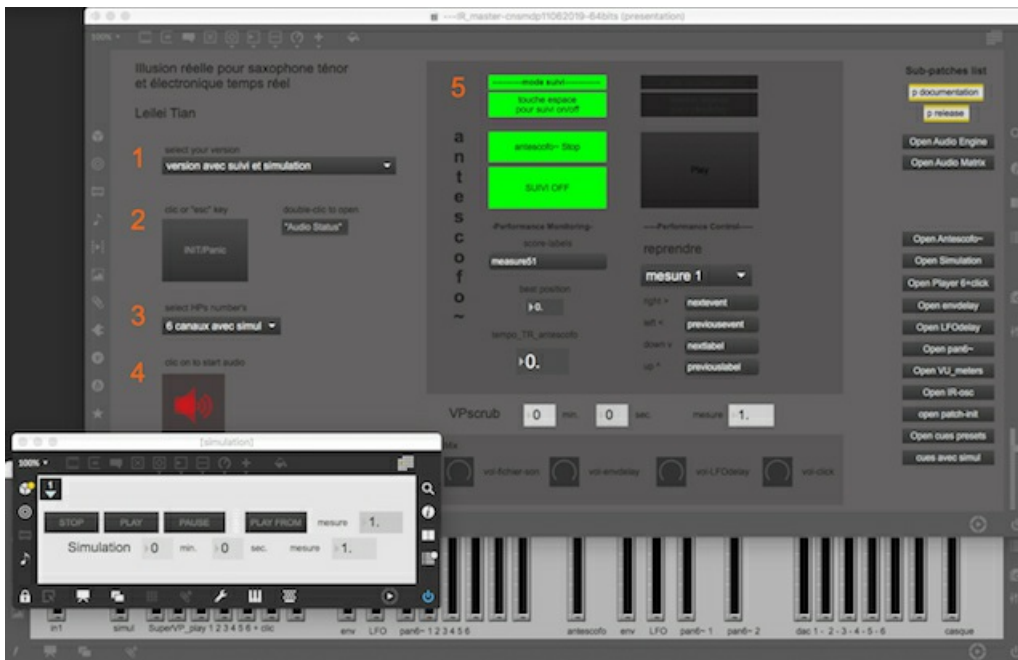 ---IR_master-cnsmdp11062019-64bits (presentation)
100%
Illusion réelle pour saxophone ténor
et électronique temps réel
Leilei Tian
1
select your version
version avec suivi et simulation
2
clic or "esc" key
INIT/Panic
double-clic to open
"Audio Status"
3
select HPs number's
6 canaux avec simul
4
clic on to start audio
5
antescofo~
mode suivi
touche espace
pour suivi on/off
antescofo~ Stop
SUIVI OFF
Play
-Performance Monitoring-
score-labels
measure51
beat position
0.
tempo_TR_antescofo
0.
----Performance Control----
reprendre
mesure 1
right > nextevent
left < previousevent
down v nextlabel
up ^ previouslabel
VPscrub 0 min. 0 sec. mesure 1.
vol-fichier-son
vol-envdelay
vol-LFOdelay
vol-click
Sub-patches list
p documentation
p release
Open Audio Engine
Open Audio Matrix
Open Antescofo~
Open Simulation
Open Player 6+click
Open envdelay
Open LFOdelay
Open pan6~
Open VU_meters
Open IR-osc
open patch-init
Open cues presets
cues avec simul
[simulation]
100%
1
STOP PLAY PAUSE PLAY FROM mesure 1.
Simulation 0 min. 0 sec. mesure 1.
in1 simul SuperVP_play 1 2 3 4 5 6 + clic env LFO pan6~ 1 2 3 4 5 6 antescofo env LFO pan6~ 1 pan6~ 2 dac 1 - 2 - 3 - 4 - 5 - 6 casque